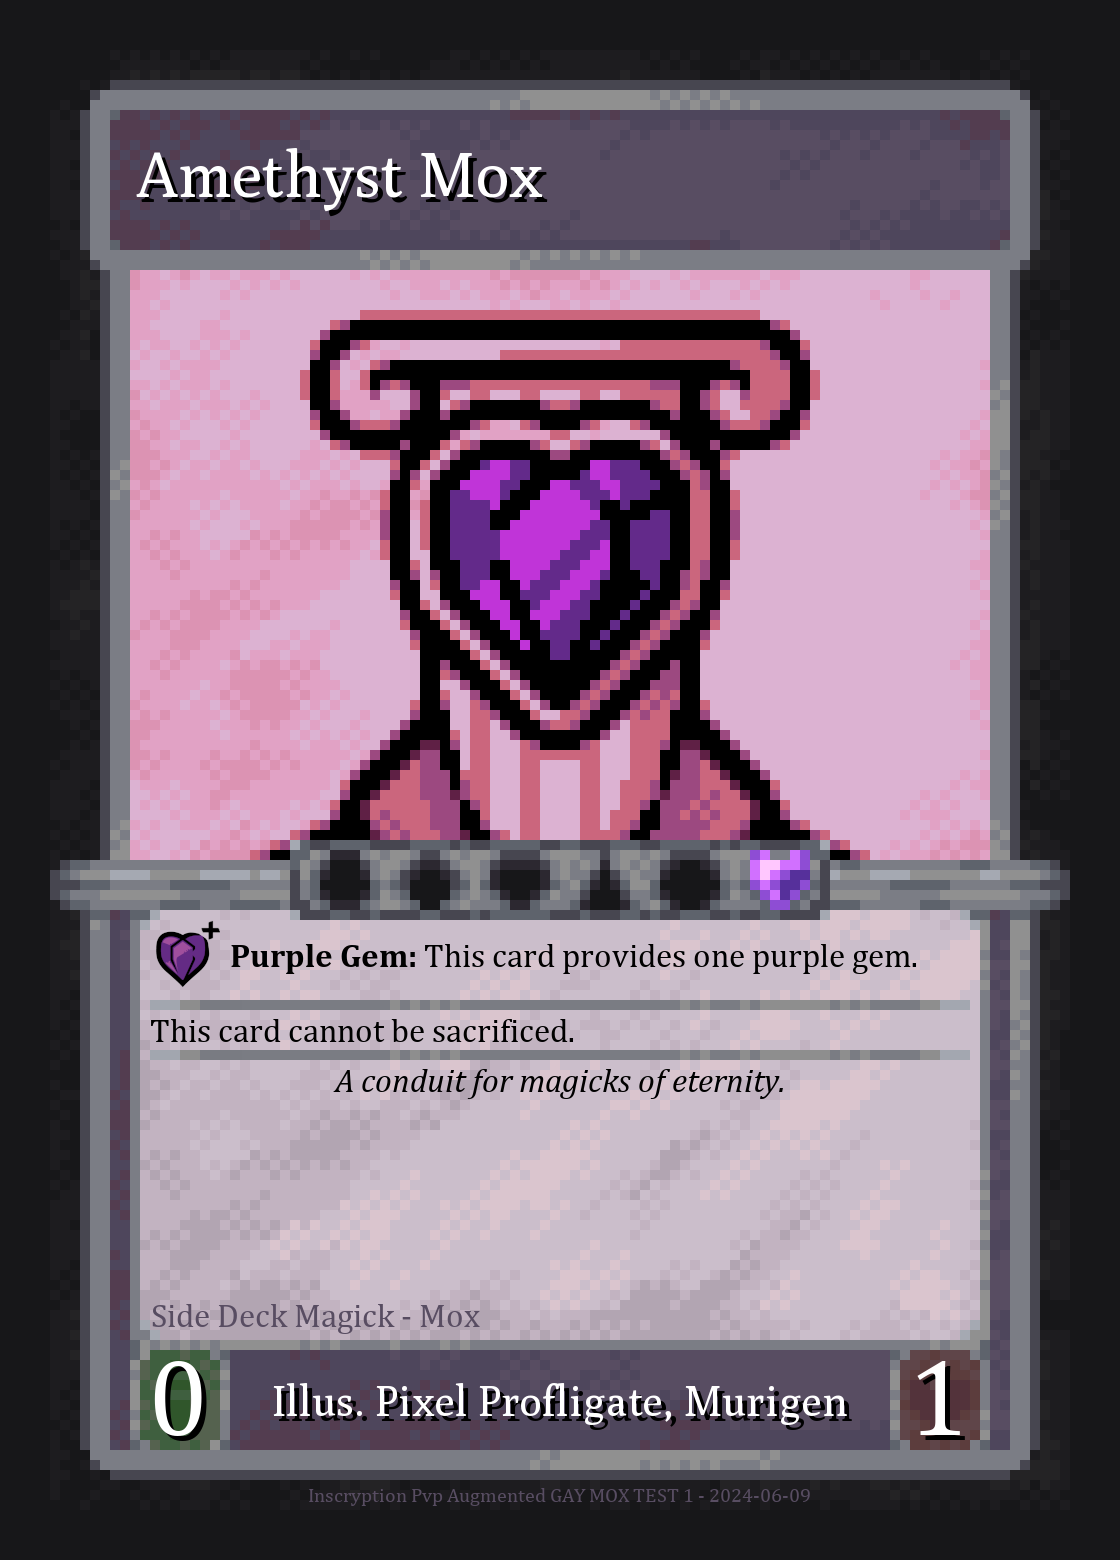 Amethyst Mox
Purple Gem: This card provides one purple gem.
This card cannot be sacrificed.
A conduit for magicks of eternity.
Side Deck Magick - Mox
0
Illus. Pixel Profligate, Murigen
1
Inscryption Pvp Augmented GAY MOX TEST 1 - 2024-06-09